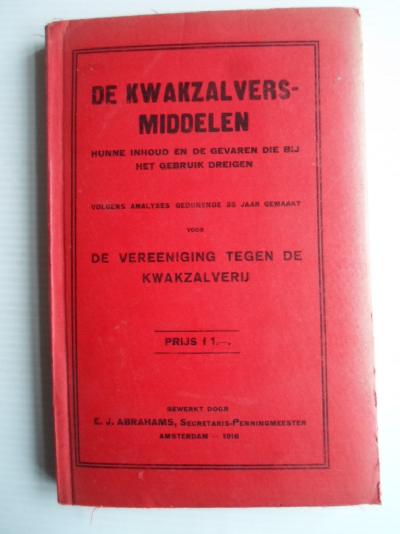 DE KWAKZALVERS-
MIDDELEN
HUNNE INHOUD EN DE GEVAREN DIE BIJ
HET GEBRUIK DREIGEN
VOLGENS ANALYSES GEDURENDE 35 JAAR GEMAAKT
VOOR
DE VEREENIGING TEGEN DE
KWAKZALVERIJ
PRIJS f 1.—.
BEWERKT DOOR
E. J. ABRAHAMS, SECRETARIS-PENNINGMEESTER
AMSTERDAM — 1916